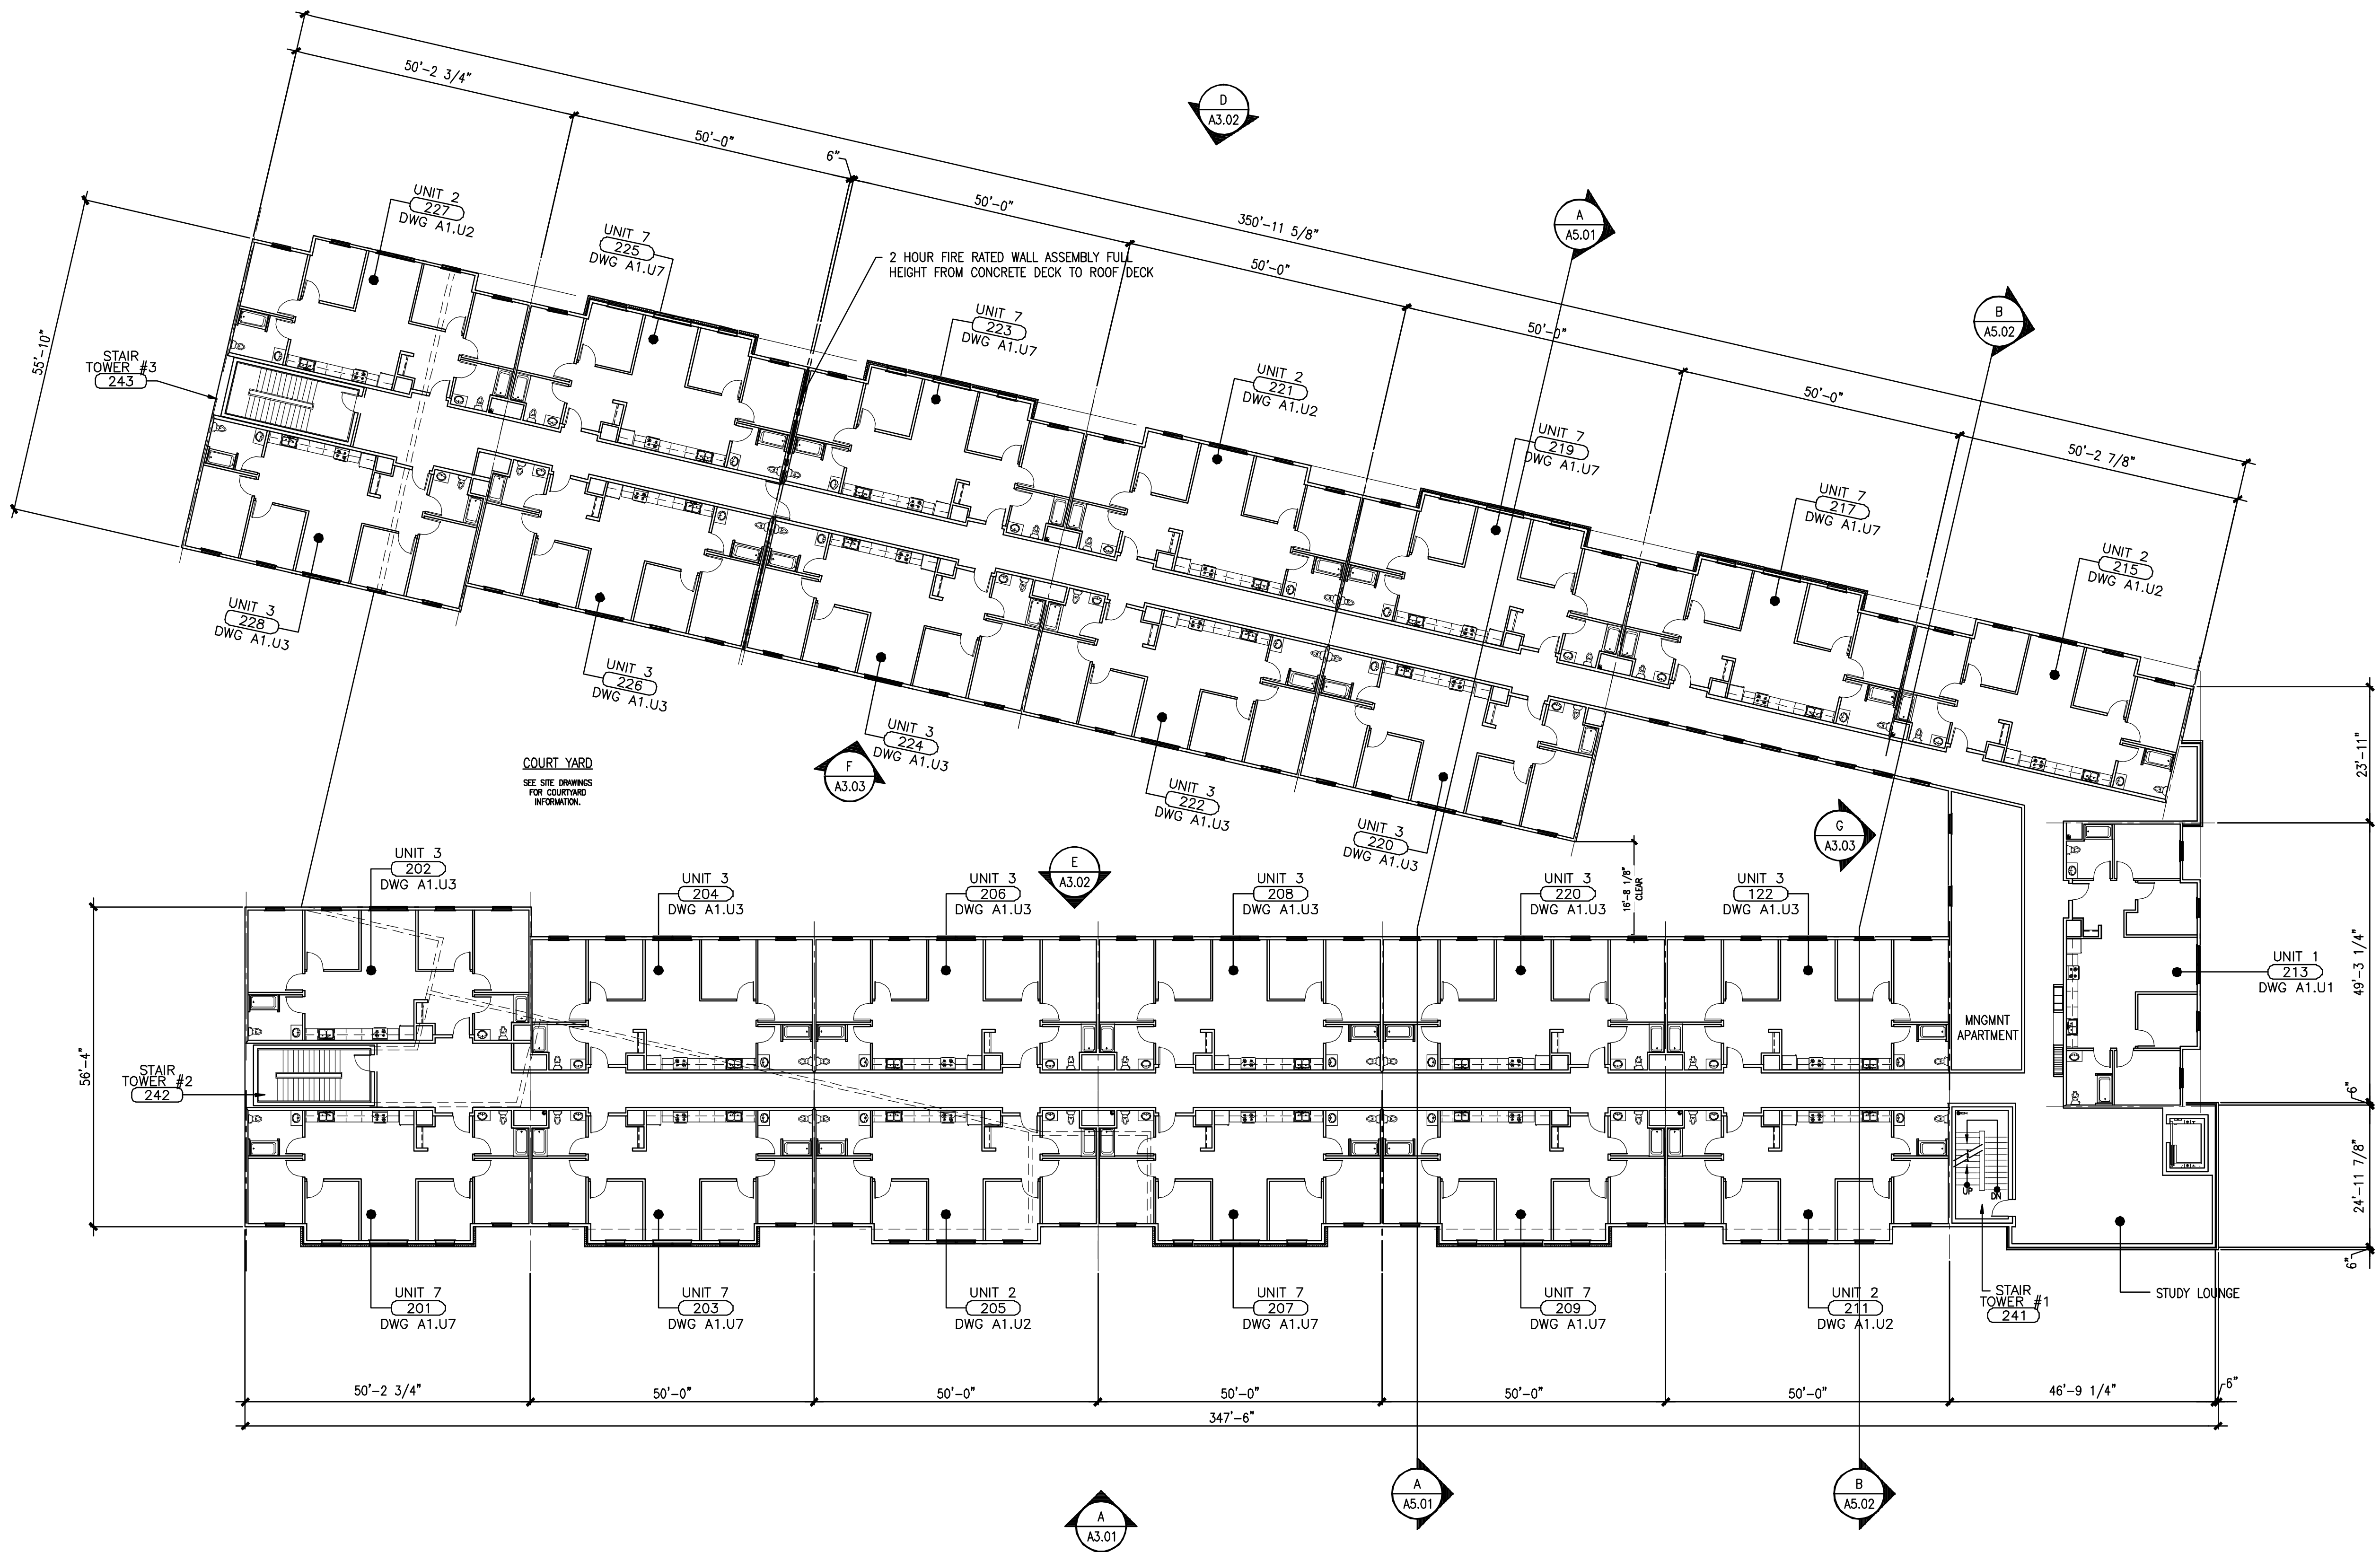 D
A3.02
50'-2 3/4"
50'-0"
6"
50'-0"
350'-11 5/8"
50'-0"
50'-0"
50'-0"
50'-2 7/8"
A
A5.01
B
A5.02
UNIT 2
227
DWG A1.U2
UNIT 7
225
DWG A1.U7
2 HOUR FIRE RATED WALL ASSEMBLY FULL
HEIGHT FROM CONCRETE DECK TO ROOF DECK
UNIT 7
223
DWG A1.U7
UNIT 2
221
DWG A1.U2
UNIT 7
219
DWG A1.U7
UNIT 7
217
DWG A1.U7
UNIT 2
215
DWG A1.U2
55'-10"
STAIR
TOWER #3
243
UNIT 3
228
DWG A1.U3
UNIT 3
226
DWG A1.U3
UNIT 3
224
DWG A1.U3
UNIT 3
222
DWG A1.U3
UNIT 3
220
DWG A1.U3
COURT YARD
SEE SITE DRAWINGS
FOR COURTYARD
INFORMATION.
F
A3.03
G
A3.03
E
A3.02
16'-8 1/8"
CLEAR
23'-11"
49'-3 1/4"
6"
24'-11 7/8"
6"
UNIT 3
202
DWG A1.U3
UNIT 3
204
DWG A1.U3
UNIT 3
206
DWG A1.U3
UNIT 3
208
DWG A1.U3
UNIT 3
220
DWG A1.U3
UNIT 3
122
DWG A1.U3
UNIT 1
213
DWG A1.U1
MNGMNT
APARTMENT
56'-4"
STAIR
TOWER #2
242
UP
DN
UNIT 7
201
DWG A1.U7
UNIT 7
203
DWG A1.U7
UNIT 2
205
DWG A1.U2
UNIT 7
207
DWG A1.U7
UNIT 7
209
DWG A1.U7
UNIT 2
211
DWG A1.U2
STAIR
TOWER #1
241
STUDY LOUNGE
50'-2 3/4"
50'-0"
50'-0"
50'-0"
50'-0"
50'-0"
46'-9 1/4"
6"
347'-6"
A
A5.01
B
A5.02
A
A3.01